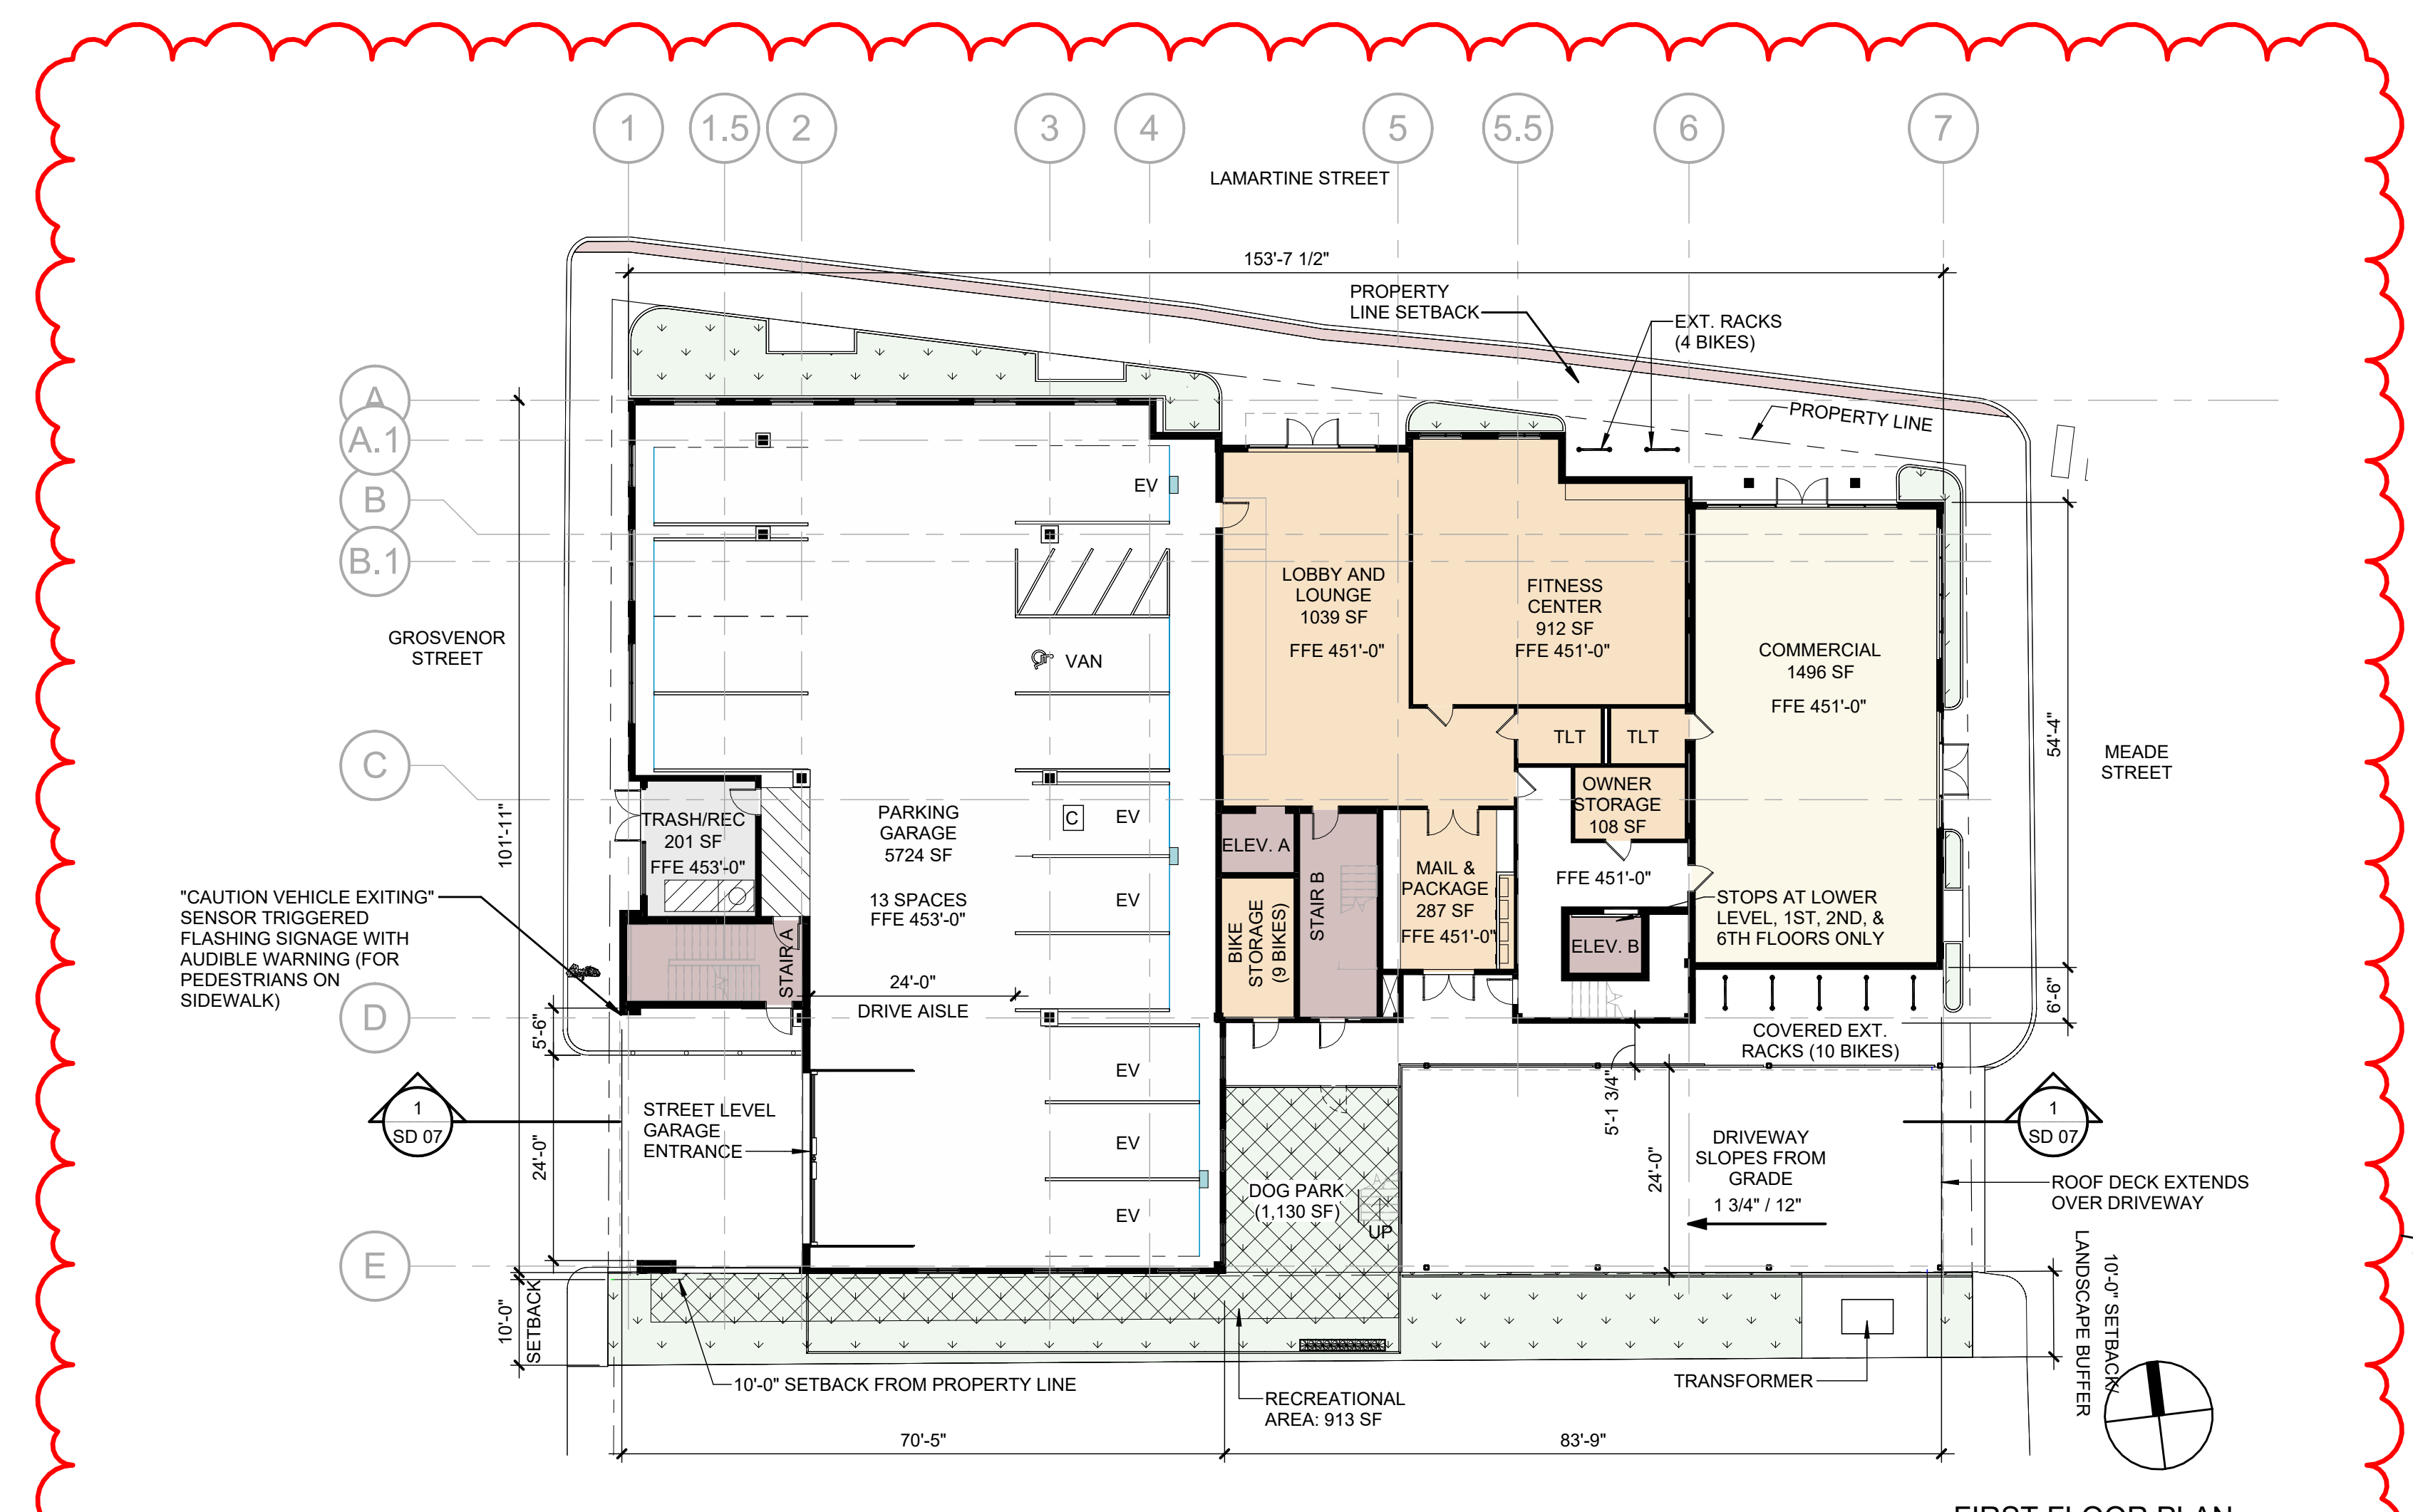 1
1.5
2
3
4
5
5.5
6
7
LAMARTINE STREET
153'-7 1/2"
PROPERTY
LINE SETBACK
EXT. RACKS
(4 BIKES)
PROPERTY LINE
A
A.1
B
B.1
C
D
E
GROSVENOR
STREET
101'-11"
EV
VAN
LOBBY AND
LOUNGE
1039 SF
FFE 451'-0"
FITNESS
CENTER
912 SF
FFE 451'-0"
COMMERCIAL
1496 SF
FFE 451'-0"
54'-4"
MEADE
STREET
TLT
TLT
OWNER
STORAGE
108 SF
TRASH/REC
201 SF
FFE 453'-0"
PARKING
GARAGE
5724 SF
13 SPACES
FFE 453'-0"
C
EV
EV
ELEV. A
BIKE
STORAGE
(9 BIKES)
STAIR B
MAIL &
PACKAGE
287 SF
FFE 451'-0"
FFE 451'-0"
ELEV. B
STOPS AT LOWER
LEVEL, 1ST, 2ND, &
6TH FLOORS ONLY
"CAUTION VEHICLE EXITING"
SENSOR TRIGGERED
FLASHING SIGNAGE WITH
AUDIBLE WARNING (FOR
PEDESTRIANS ON
SIDEWALK)
STAIR A
24'-0"
DRIVE AISLE
5'-6"
6'-6"
COVERED EXT.
RACKS (10 BIKES)
1
SD 07
STREET LEVEL
GARAGE
ENTRANCE
24'-0"
EV
EV
EV
DOG PARK
(1,130 SF)
UP
5'-1 3/4"
24'-0"
DRIVEWAY
SLOPES FROM
GRADE
1 3/4" / 12"
1
SD 07
ROOF DECK EXTENDS
OVER DRIVEWAY
10'-0"
SETBACK
10'-0" SETBACK/
LANDSCAPE BUFFER
10'-0" SETBACK FROM PROPERTY LINE
RECREATIONAL
AREA: 913 SF
TRANSFORMER
70'-5"
83'-9"
FIRST FLOOR PLAN